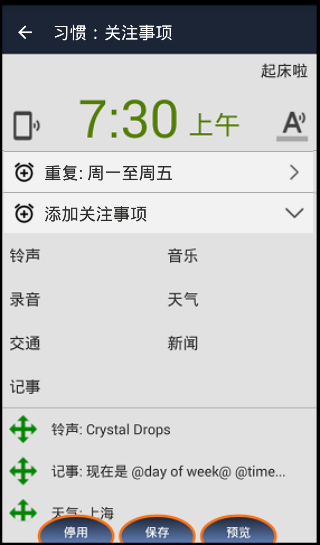 习惯：关注事项
起床啦
7:30 上午
A
重复: 周一至周五
添加关注事项
铃声 音乐
录音 天气
交通 新闻
记事
铃声: Crystal Drops
记事: 现在是 @day of week@ @time...
天气: 上海
停用 保存 预览